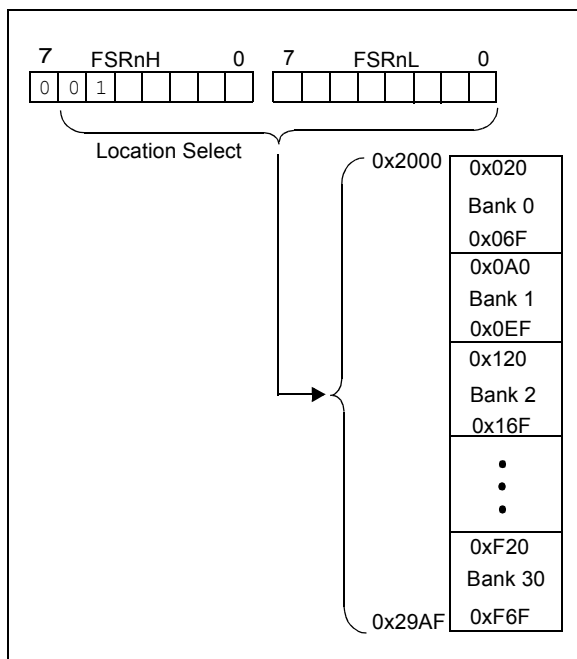 7 FSRnH 0 7 FSRnL 0
0 0 1
Location Select
0x2000
0x020
Bank 0
0x06F
0x0A0
Bank 1
0x0EF
0x120
Bank 2
0x16F
0xF20
Bank 30
0xF6F
0x29AF